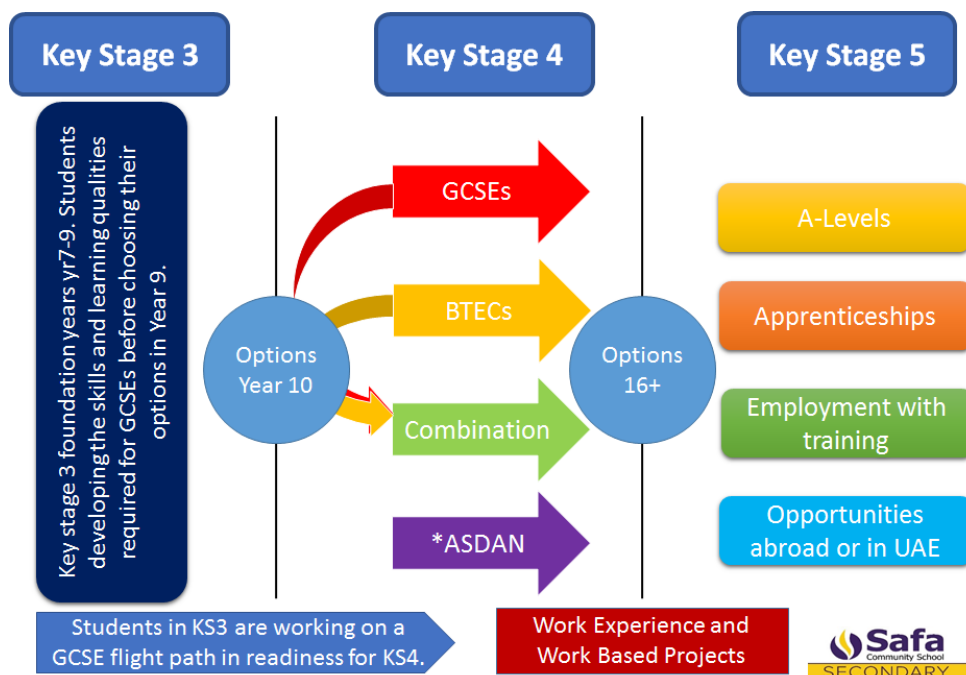 Key Stage 3
Key Stage 4
Key Stage 5
Key stage 3 foundation years yr7-9. Students
developing the skills and learning qualities
required for GCSEs before choosing their
options in Year 9.
Options
Year 10
GCSEs
BTECs
Combination
*ASDAN
Options
16+
A-Levels
Apprenticeships
Employment with
training
Opportunities
abroad or in UAE
Students in KS3 are working on a
GCSE flight path in readiness for KS4.
Work Experience and
Work Based Projects
Safa
Community School
SECONDARY